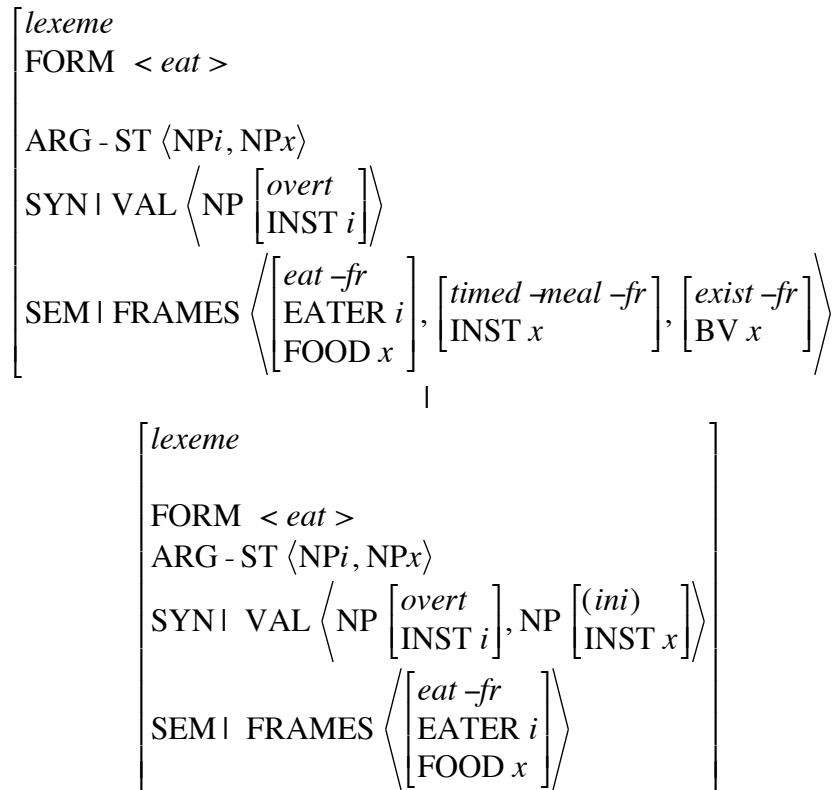 lexeme
FORM < eat >
ARG - ST ⟨NPi, NPx⟩
SYN | VAL ⟨NP [overt INST i]⟩
SEM | FRAMES ⟨[eat –fr EATER i FOOD x], [timed –meal –fr INST x], [exist –fr BV x]⟩
|
lexeme
FORM < eat >
ARG - ST ⟨NPi, NPx⟩
SYN | VAL ⟨NP [overt INST i], NP [(ini) INST x]⟩
SEM | FRAMES ⟨[eat –fr EATER i FOOD x]⟩